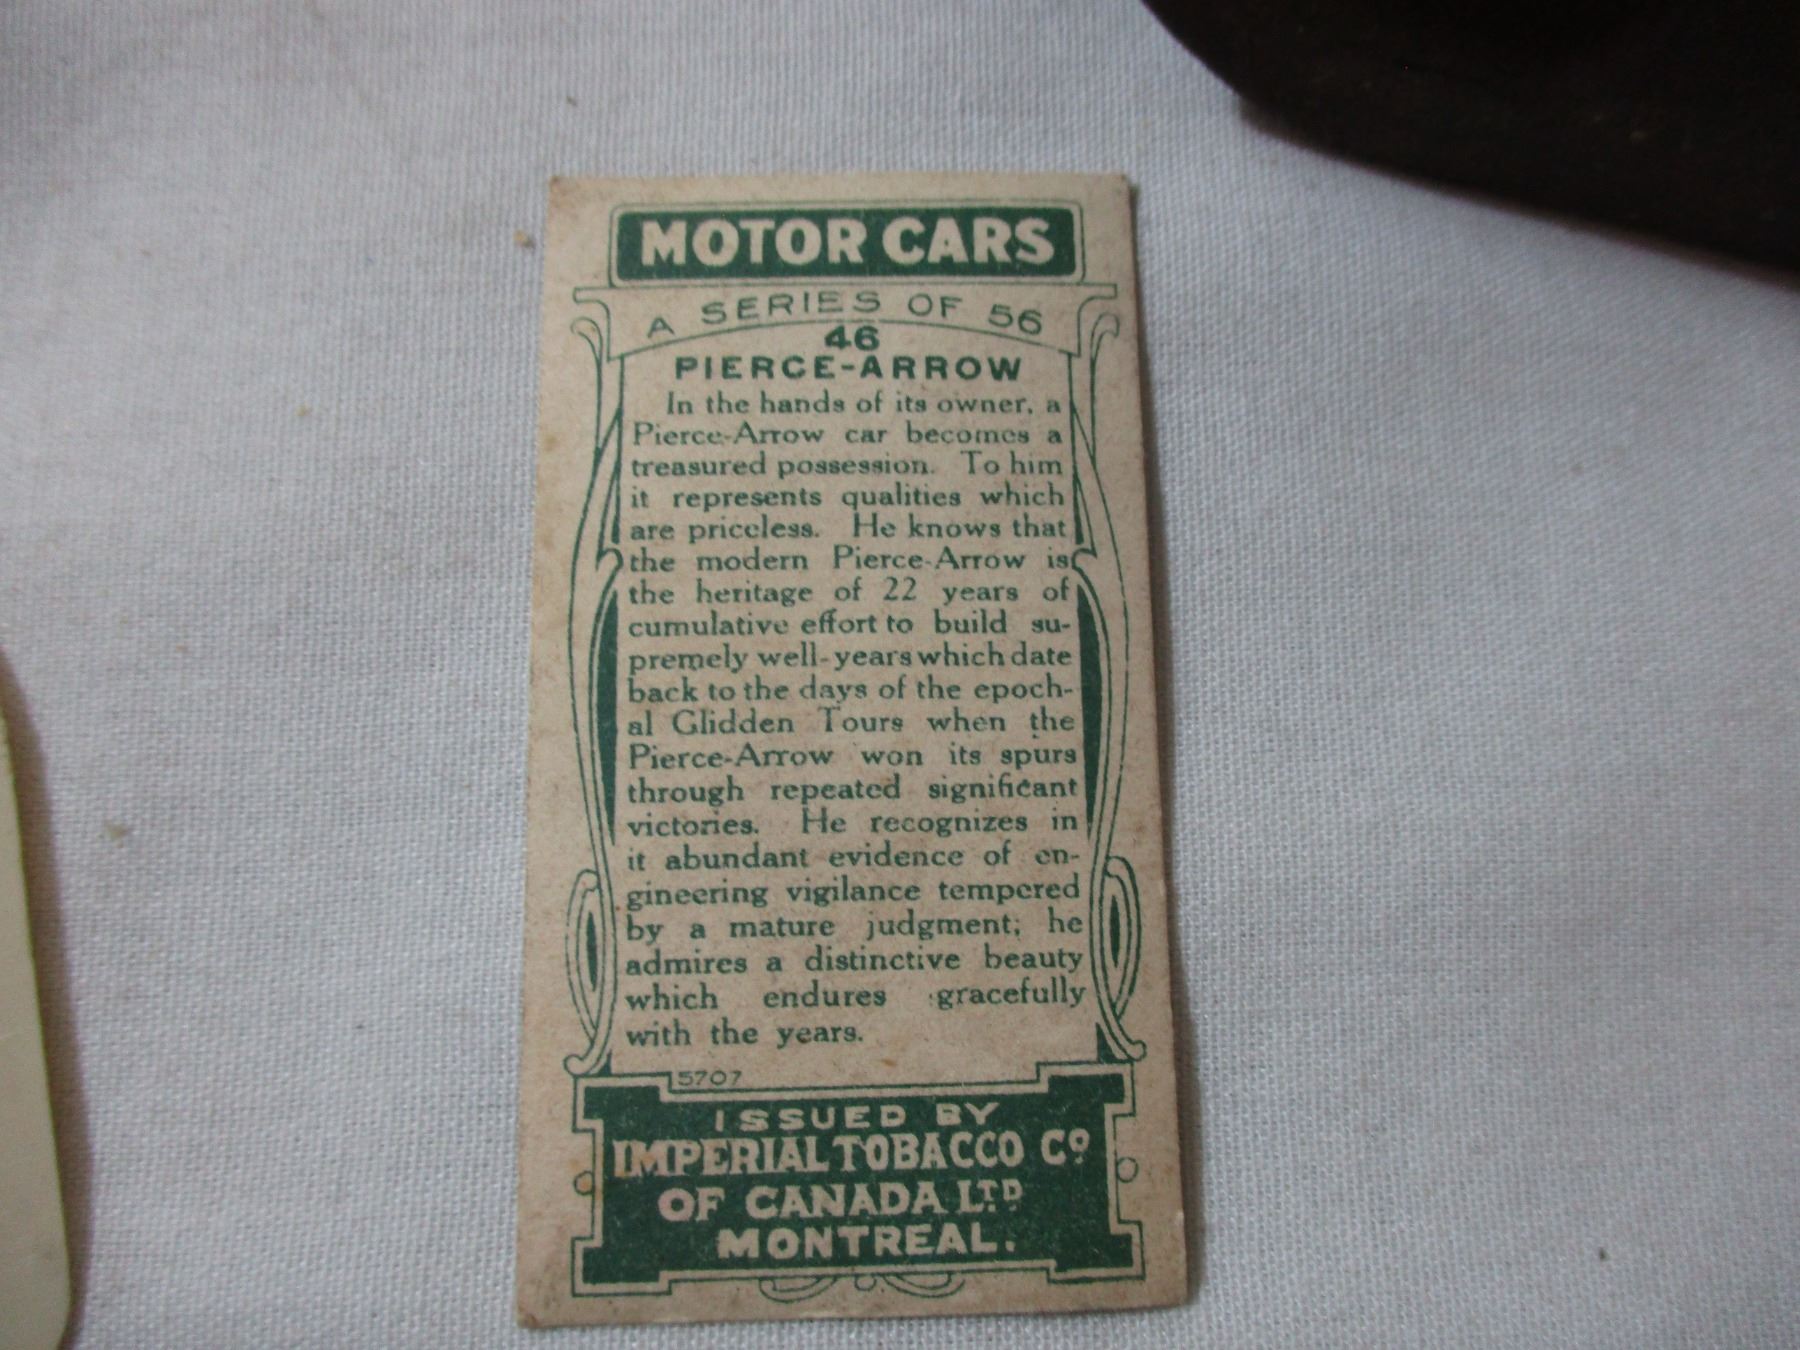 MOTOR CARS
A SERIES OF 56
46
PIERCE-ARROW
In the hands of its owner, a
Pierce-Arrow car becomes a
treasured possession. To him
it represents qualities which
are priceless. He knows that
the modern Pierce-Arrow is
the heritage of 22 years of
cumulative effort to build su-
premely well-years which date
back to the days of the epoch-
al Glidden Tours when the
Pierce-Arrow won its spurs
through repeated significant
victories. He recognizes in
it abundant evidence of en-
gineering vigilance tempered
by a mature judgment; he
admires a distinctive beauty
which endures gracefully
with the years.
5707
ISSUED BY
IMPERIAL TOBACCO Co.
OF CANADA LTD.
MONTREAL.